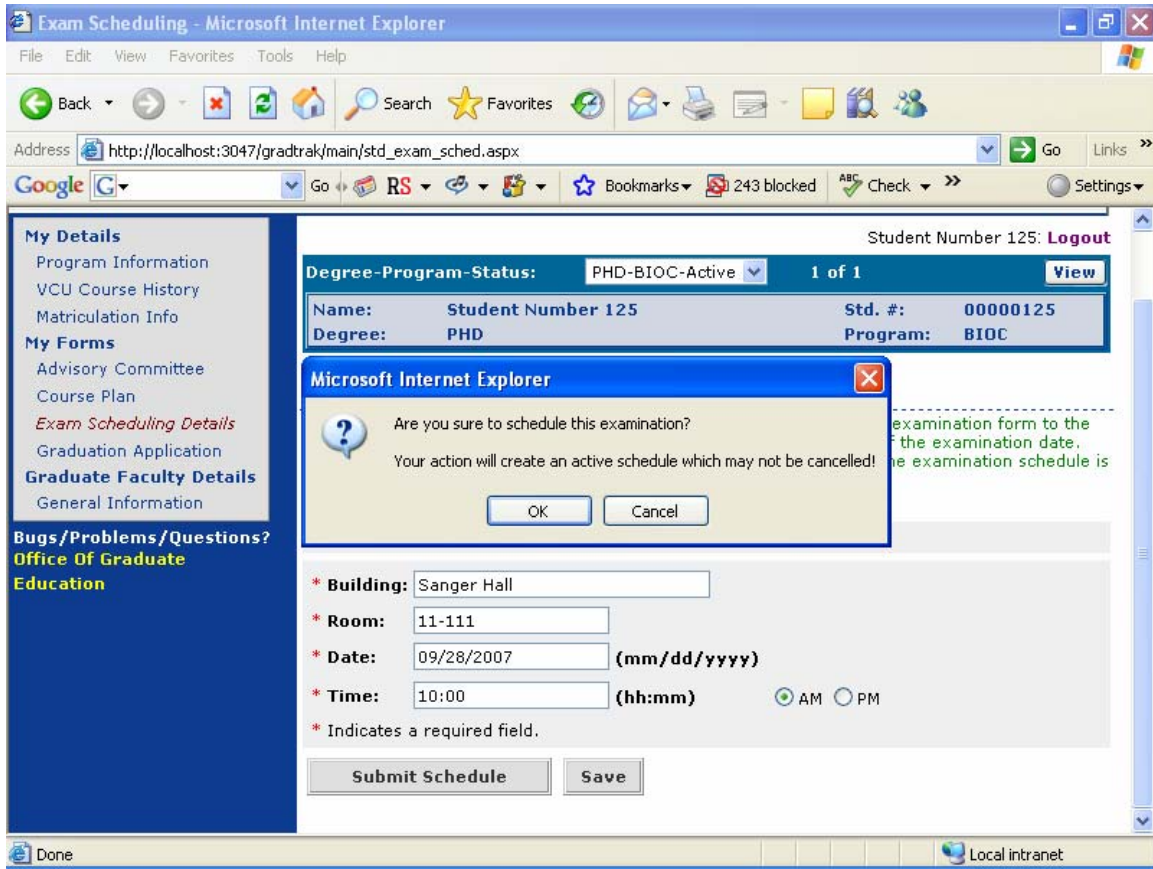 Exam Scheduling - Microsoft Internet Explorer
File Edit View Favorites Tools Help
Back Search Favorites
Address http://localhost:3047/gradtrak/main/std_exam_sched.aspx Go Links »
Google G Go RS Bookmarks 243 blocked ABC Check » Settings
My Details
Program Information
VCU Course History
Matriculation Info
My Forms
Advisory Committee
Course Plan
Exam Scheduling Details
Graduation Application
Graduate Faculty Details
General Information
Bugs/Problems/Questions?
Office Of Graduate
Education
Student Number 125: Logout
Degree-Program-Status: PHD-BIOC-Active 1 of 1 View
Name: Student Number 125 Std. #: 00000125
Degree: PHD Program: BIOC
Microsoft Internet Explorer
Are you sure to schedule this examination?
Your action will create an active schedule which may not be cancelled!
OK Cancel
examination form to the
the examination date.
examination schedule is
* Building: Sanger Hall
* Room: 11-111
* Date: 09/28/2007 (mm/dd/yyyy)
* Time: 10:00 (hh:mm) AM PM
* Indicates a required field.
Submit Schedule Save
Done Local intranet